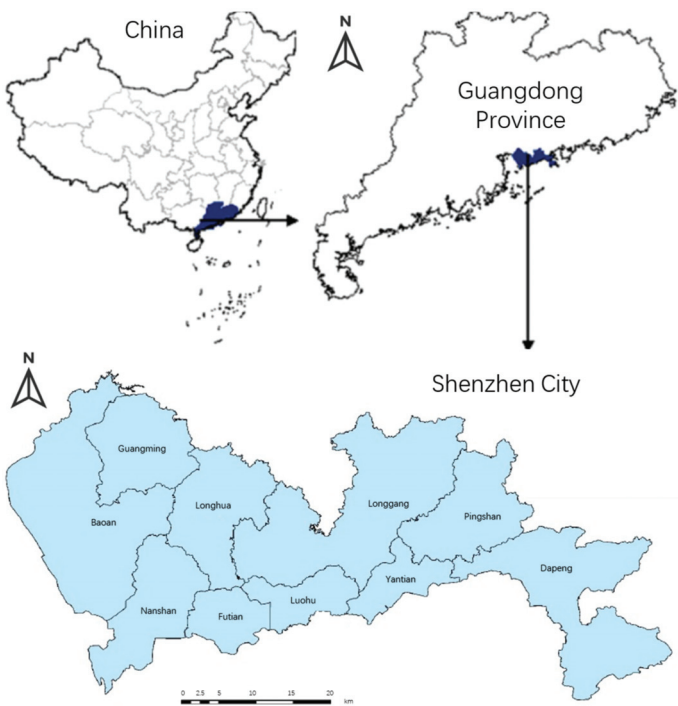 China
N
Guangdong
Province
N
Shenzhen City
Guangming
Longhua
Longgang
Baoan
Pingshan
Dapeng
Yantian
Luohu
Nanshan
Futian
0 2.5 5 10 15 20
km